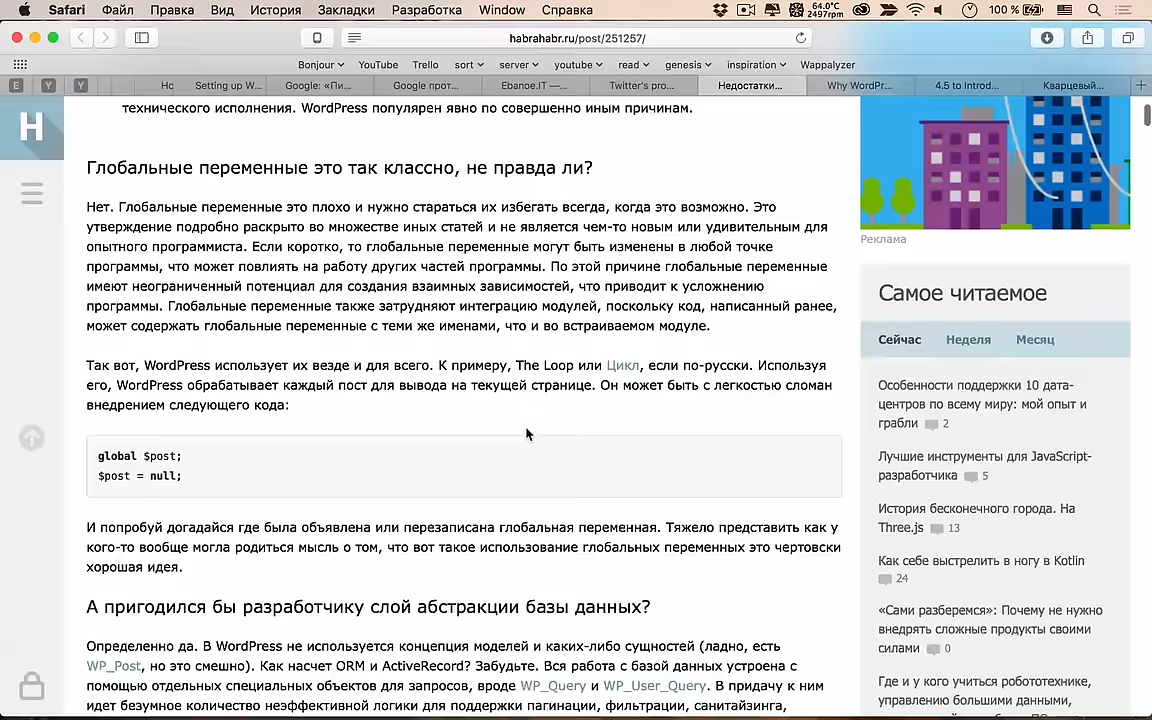 Safari Файл Правка Вид История Закладки Разработка Window Справка
64.0°C
2497rpm
100 %
habrahabr.ru/post/251257/
Bonjour YouTube Trello sort server youtube read genesis inspiration Wappalyzer
E Y Y Нс Setting up W... Google: «Пи... Google прот... Ebanoe.IT —... Twitter's pro... Недостатки... Why WordPr... 4.5 to Introd... Кварцевый...
H
технического исполнения. WordPress популярен явно по совершенно иным причинам.
Глобальные переменные это так классно, не правда ли?
Нет. Глобальные переменные это плохо и нужно стараться их избегать всегда, когда это возможно. Это
утверждение подробно раскрыто во множестве иных статей и не является чем-то новым или удивительным для
опытного программиста. Если коротко, то глобальные переменные могут быть изменены в любой точке
программы, что может повлиять на работу других частей программы. По этой причине глобальные переменные
имеют неограниченный потенциал для создания взаимных зависимостей, что приводит к усложнению
программы. Глобальные переменные также затрудняют интеграцию модулей, поскольку код, написанный ранее,
может содержать глобальные переменные с теми же именами, что и во встраиваемом модуле.
Так вот, WordPress использует их везде и для всего. К примеру, The Loop или Цикл, если по-русски. Используя
его, WordPress обрабатывает каждый пост для вывода на текущей странице. Он может быть с легкостью сломан
внедрением следующего кода:
global $post;
$post = null;
И попробуй догадайся где была объявлена или перезаписана глобальная переменная. Тяжело представить как у
кого-то вообще могла родиться мысль о том, что вот такое использование глобальных переменных это чертовски
хорошая идея.
А пригодился бы разработчику слой абстракции базы данных?
Определенно да. В WordPress не используется концепция моделей и каких-либо сущностей (ладно, есть
WP_Post, но это смешно). Как насчет ORM и ActiveRecord? Забудьте. Вся работа с базой данных устроена с
помощью отдельных специальных объектов для запросов, вроде WP_Query и WP_User_Query. В придачу к ним
идет безумное количество неэффективной логики для поддержки пагинации, фильтрации, санитайзинга,
Реклама
Самое читаемое
Сейчас Неделя Месяц
Особенности поддержки 10 дата-
центров по всему миру: мой опыт и
грабли 2
Лучшие инструменты для JavaScript-
разработчика 5
История бесконечного города. На
Three.js 13
Как себе выстрелить в ногу в Kotlin
24
«Сами разберемся»: Почему не нужно
внедрять сложные продукты своими
силами 0
Где и у кого учиться робототехнике,
управлению большими данными,